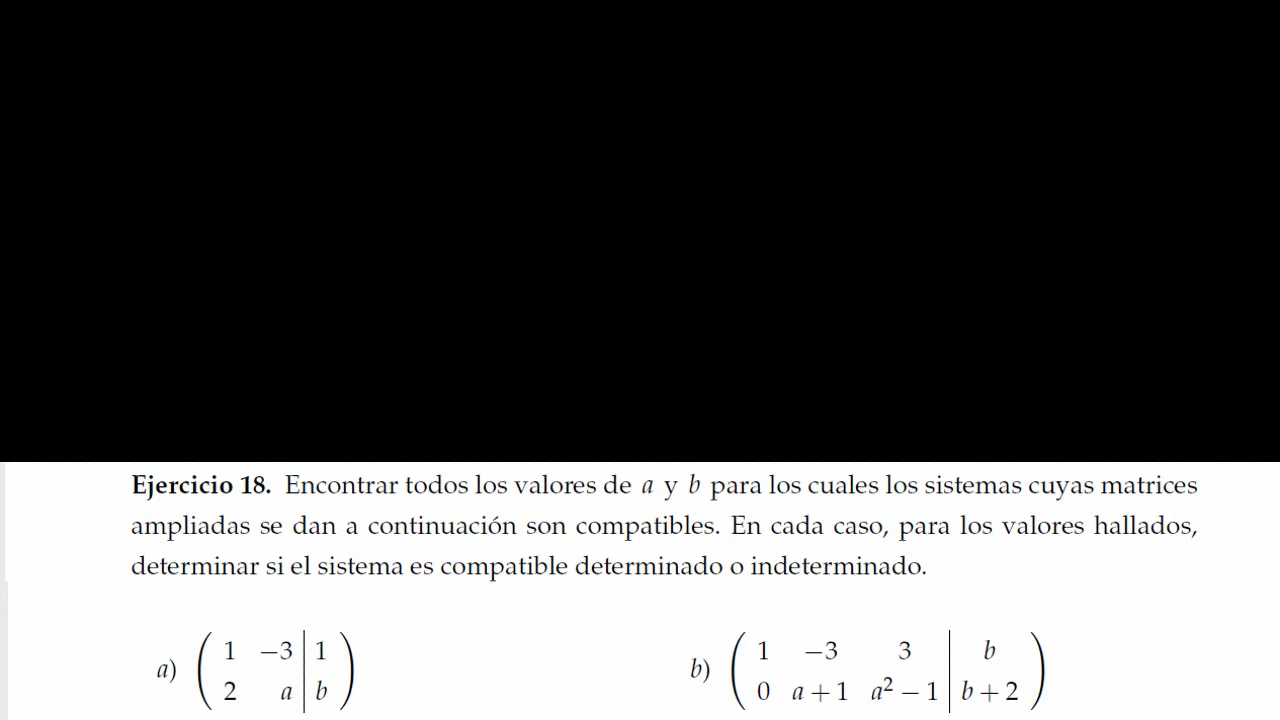 Ejercicio 18. Encontrar todos los valores de a y b para los cuales los sistemas cuyas matrices
ampliadas se dan a continuación son compatibles. En cada caso, para los valores hallados,
determinar si el sistema es compatible determinado o indeterminado.
a) ( 1 −3 | 1 )
( 2 a | b )
b) ( 1 −3 3 | b )
( 0 a + 1 a² − 1 | b + 2 )